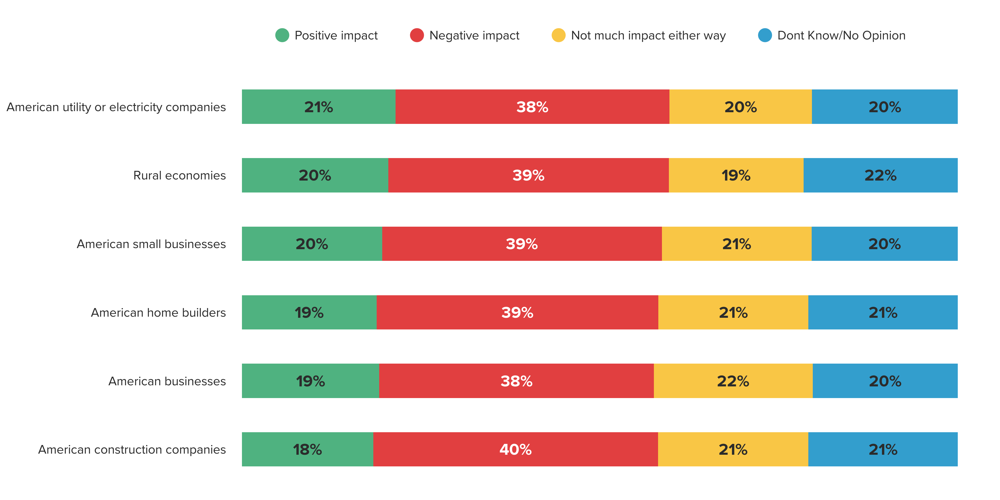 Positive impact Negative impact Not much impact either way Dont Know/No Opinion
American utility or electricity companies 21% 38% 20% 20%
Rural economies 20% 39% 19% 22%
American small businesses 20% 39% 21% 20%
American home builders 19% 39% 21% 21%
American businesses 19% 38% 22% 20%
American construction companies 18% 40% 21% 21%